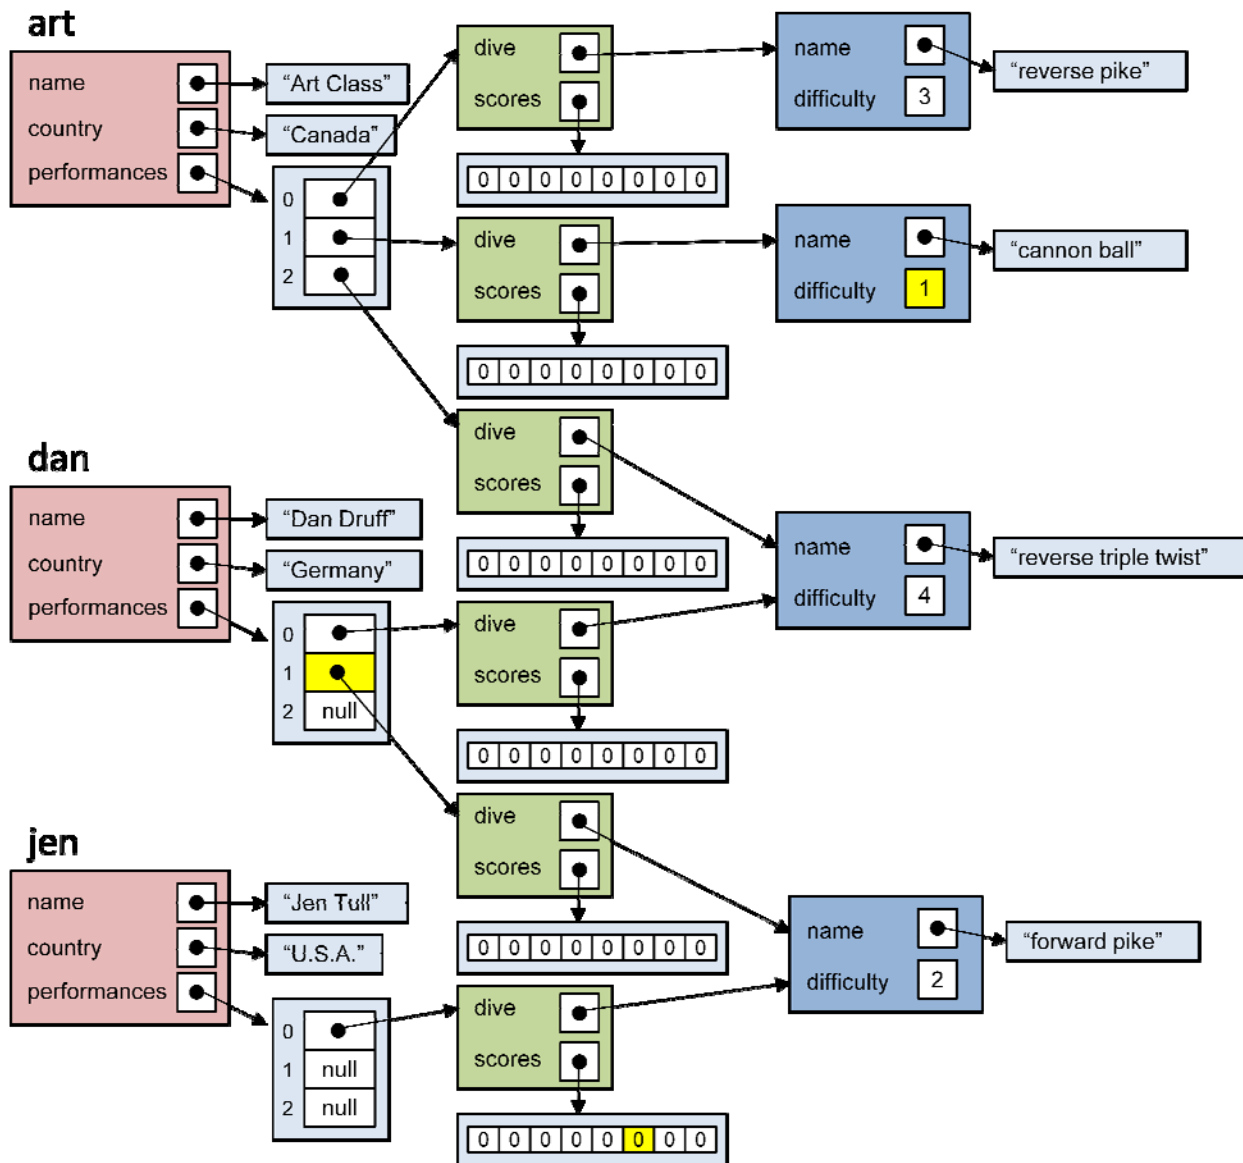 art
name
"Art Class"
country
"Canada"
performances
0
1
2
dive
scores
0 0 0 0 0 0 0 0
name
difficulty 3
"reverse pike"
dive
scores
0 0 0 0 0 0 0 0
name
difficulty 1
"cannon ball"
dive
scores
0 0 0 0 0 0 0 0
name
difficulty 4
"reverse triple twist"
dan
name
"Dan Druff"
country
"Germany"
performances
0
1
2 null
dive
scores
0 0 0 0 0 0 0 0
dive
scores
0 0 0 0 0 0 0 0
name
difficulty 2
"forward pike"
jen
name
"Jen Tull"
country
"U.S.A."
performances
0
1 null
2 null
dive
scores
0 0 0 0 0 0 0 0